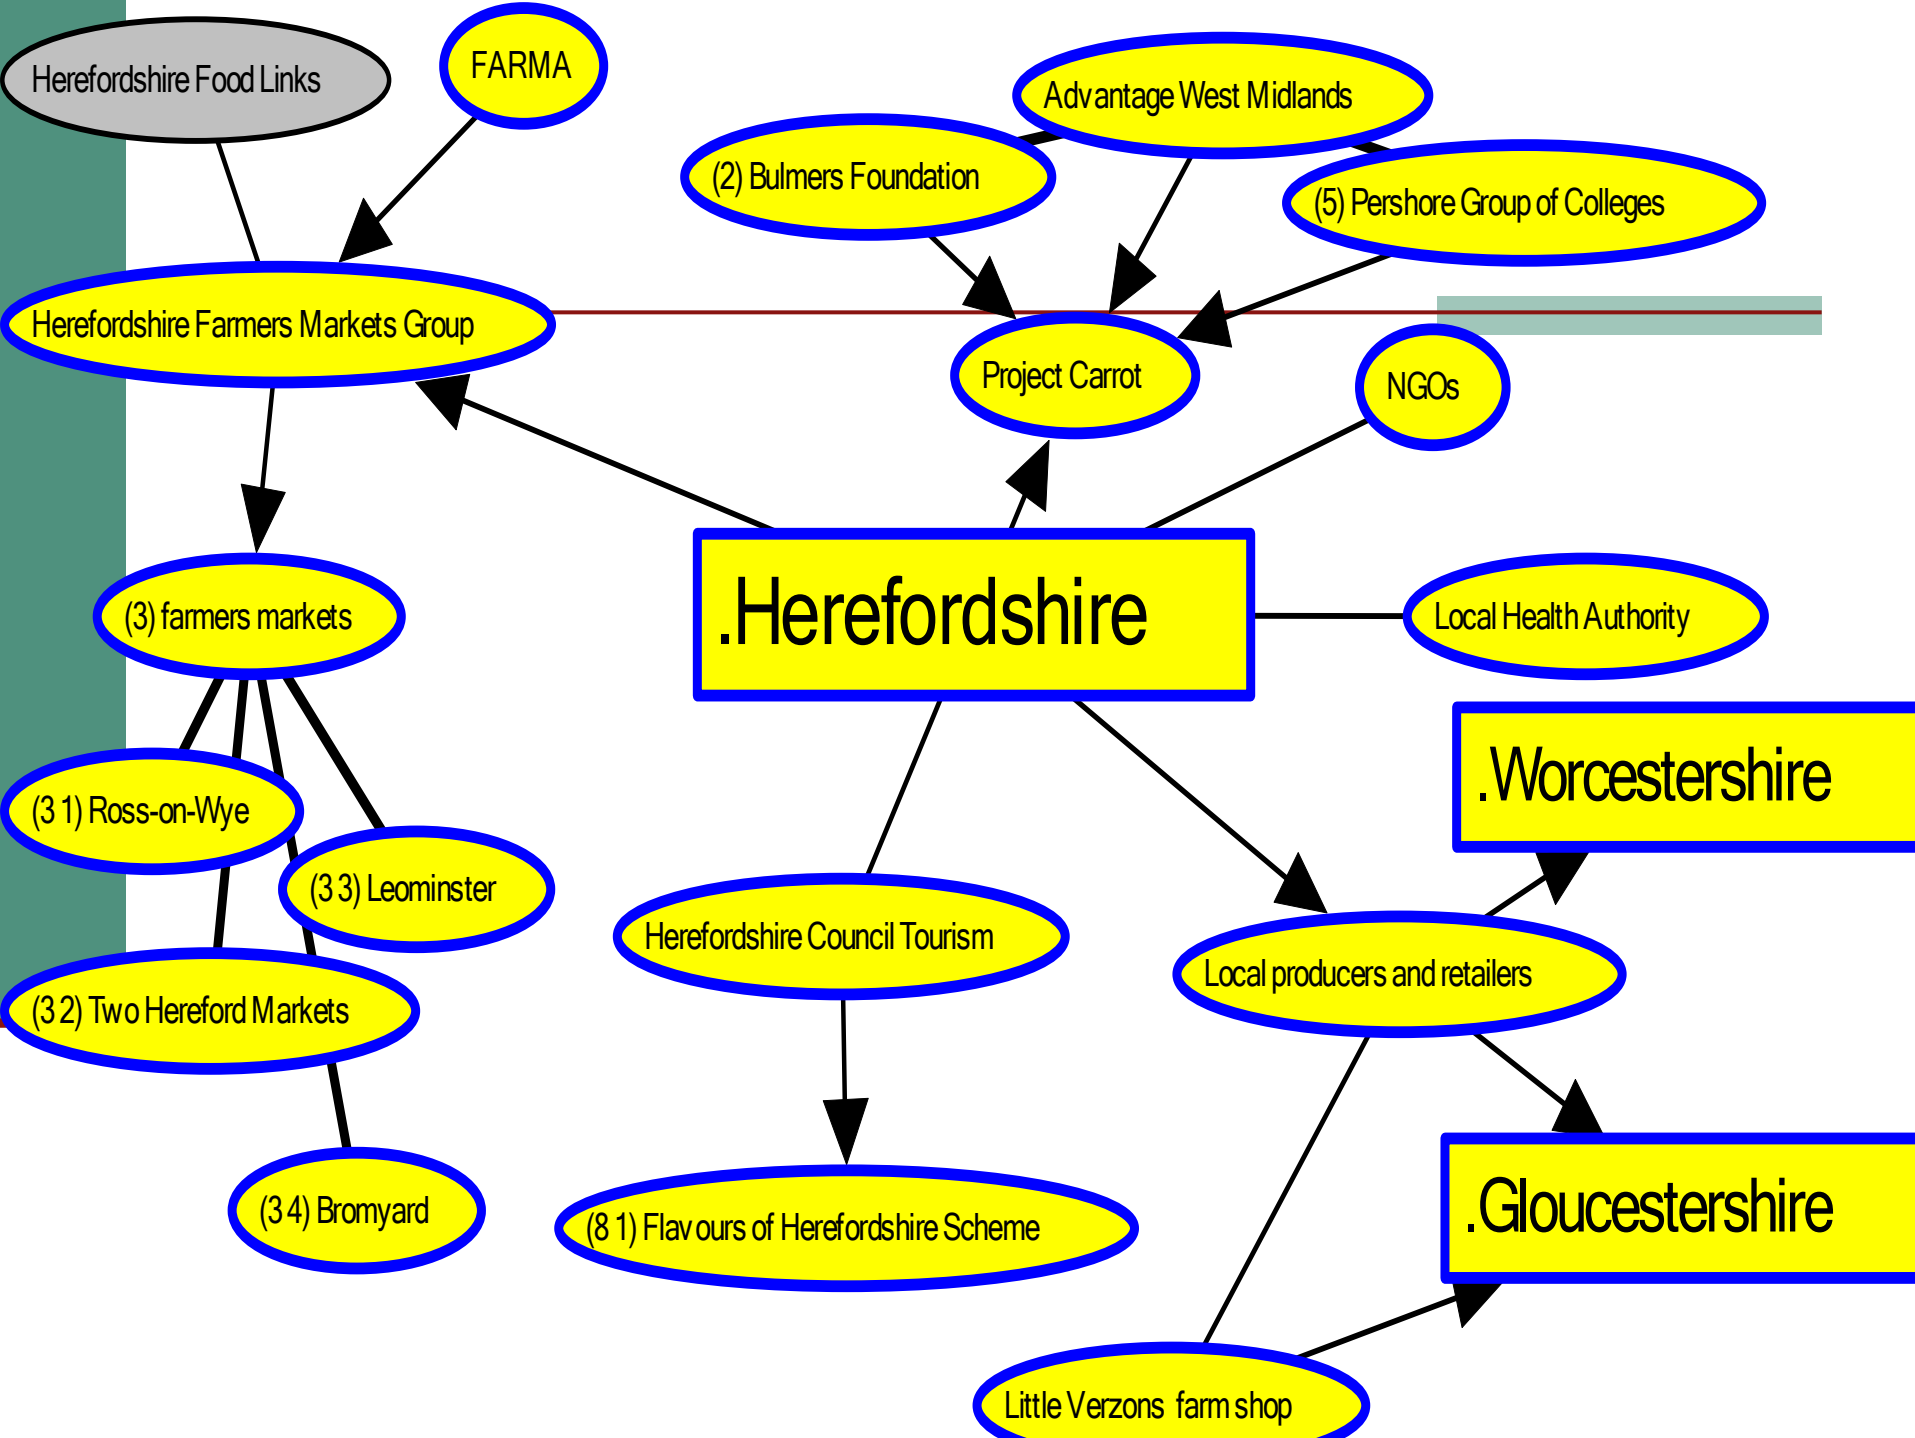 Herefordshire Food Links
FARMA
Advantage West Midlands
(2) Bulmers Foundation
(5) Pershore Group of Colleges
Herefordshire Farmers Markets Group
Project Carrot
NGOs
(3) farmers markets
.Herefordshire
Local Health Authority
.Worcestershire
(3 1) Ross-on-Wye
(3 3) Leominster
Herefordshire Council Tourism
Local producers and retailers
(3 2) Two Hereford Markets
(3 4) Bromyard
(8 1) Flavours of Herefordshire Scheme
.Gloucestershire
Little Verzons farm shop